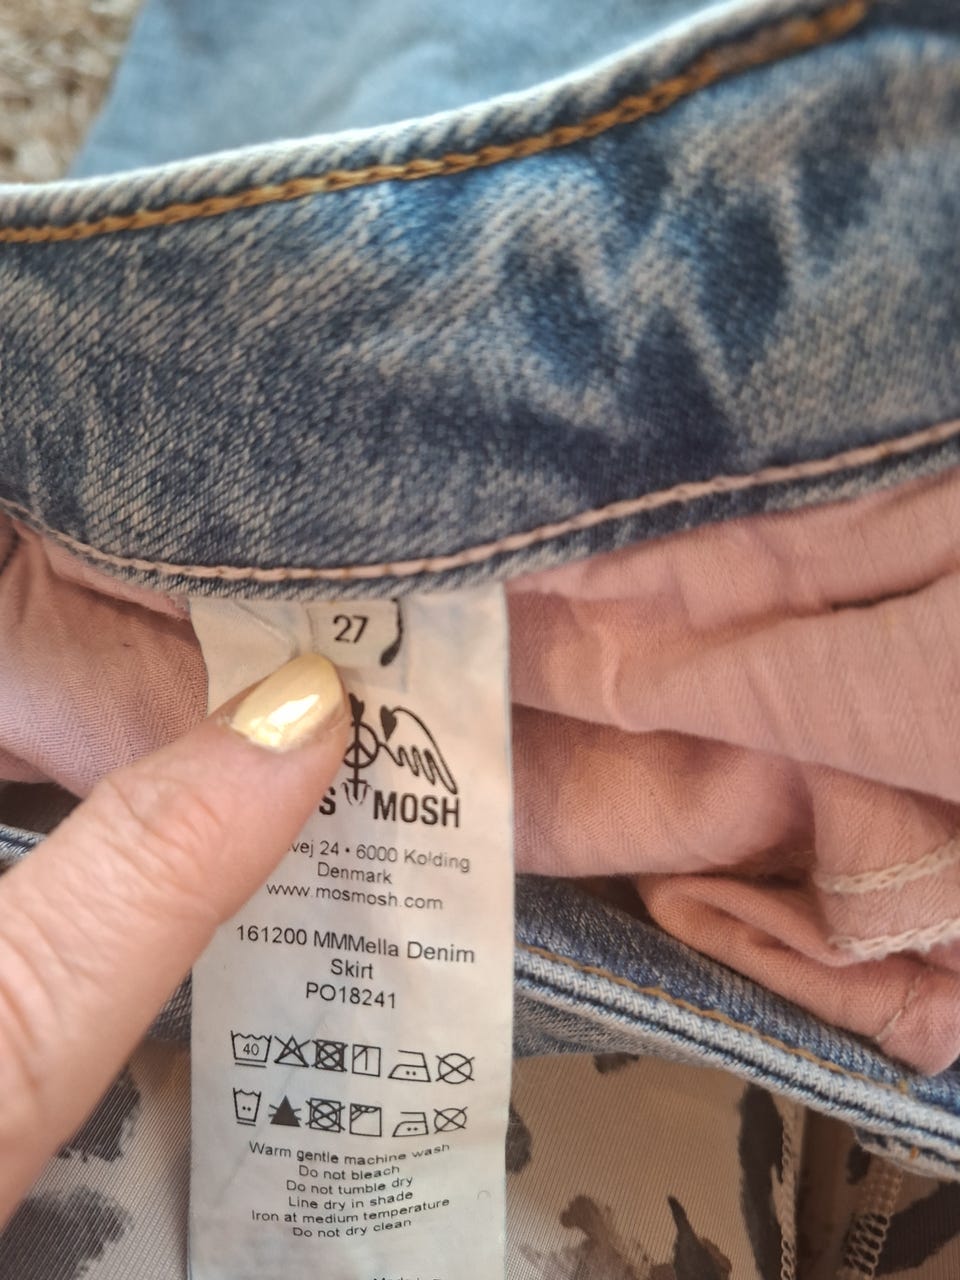 27
MOSH
24 • 6000 Kolding
Denmark
www.mosmosh.com
161200 MMMella Denim
Skirt
PO18241
40
Warm gentle machine wash
Do not bleach
Do not tumble dry
Line dry in shade
Iron at medium temperature
Do not dry clean